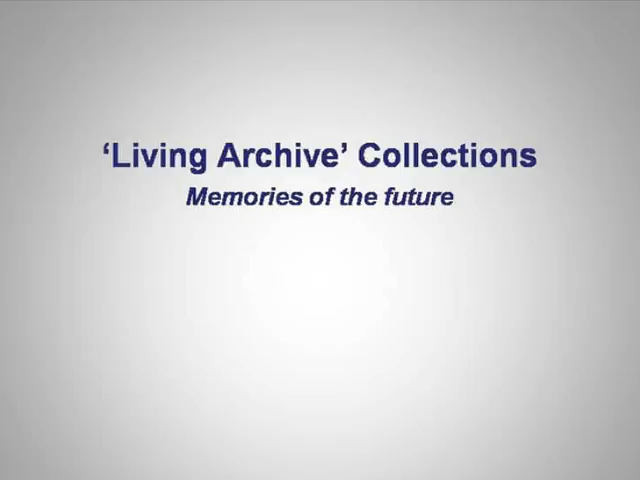 ‘Living Archive’ Collections
Memories of the future